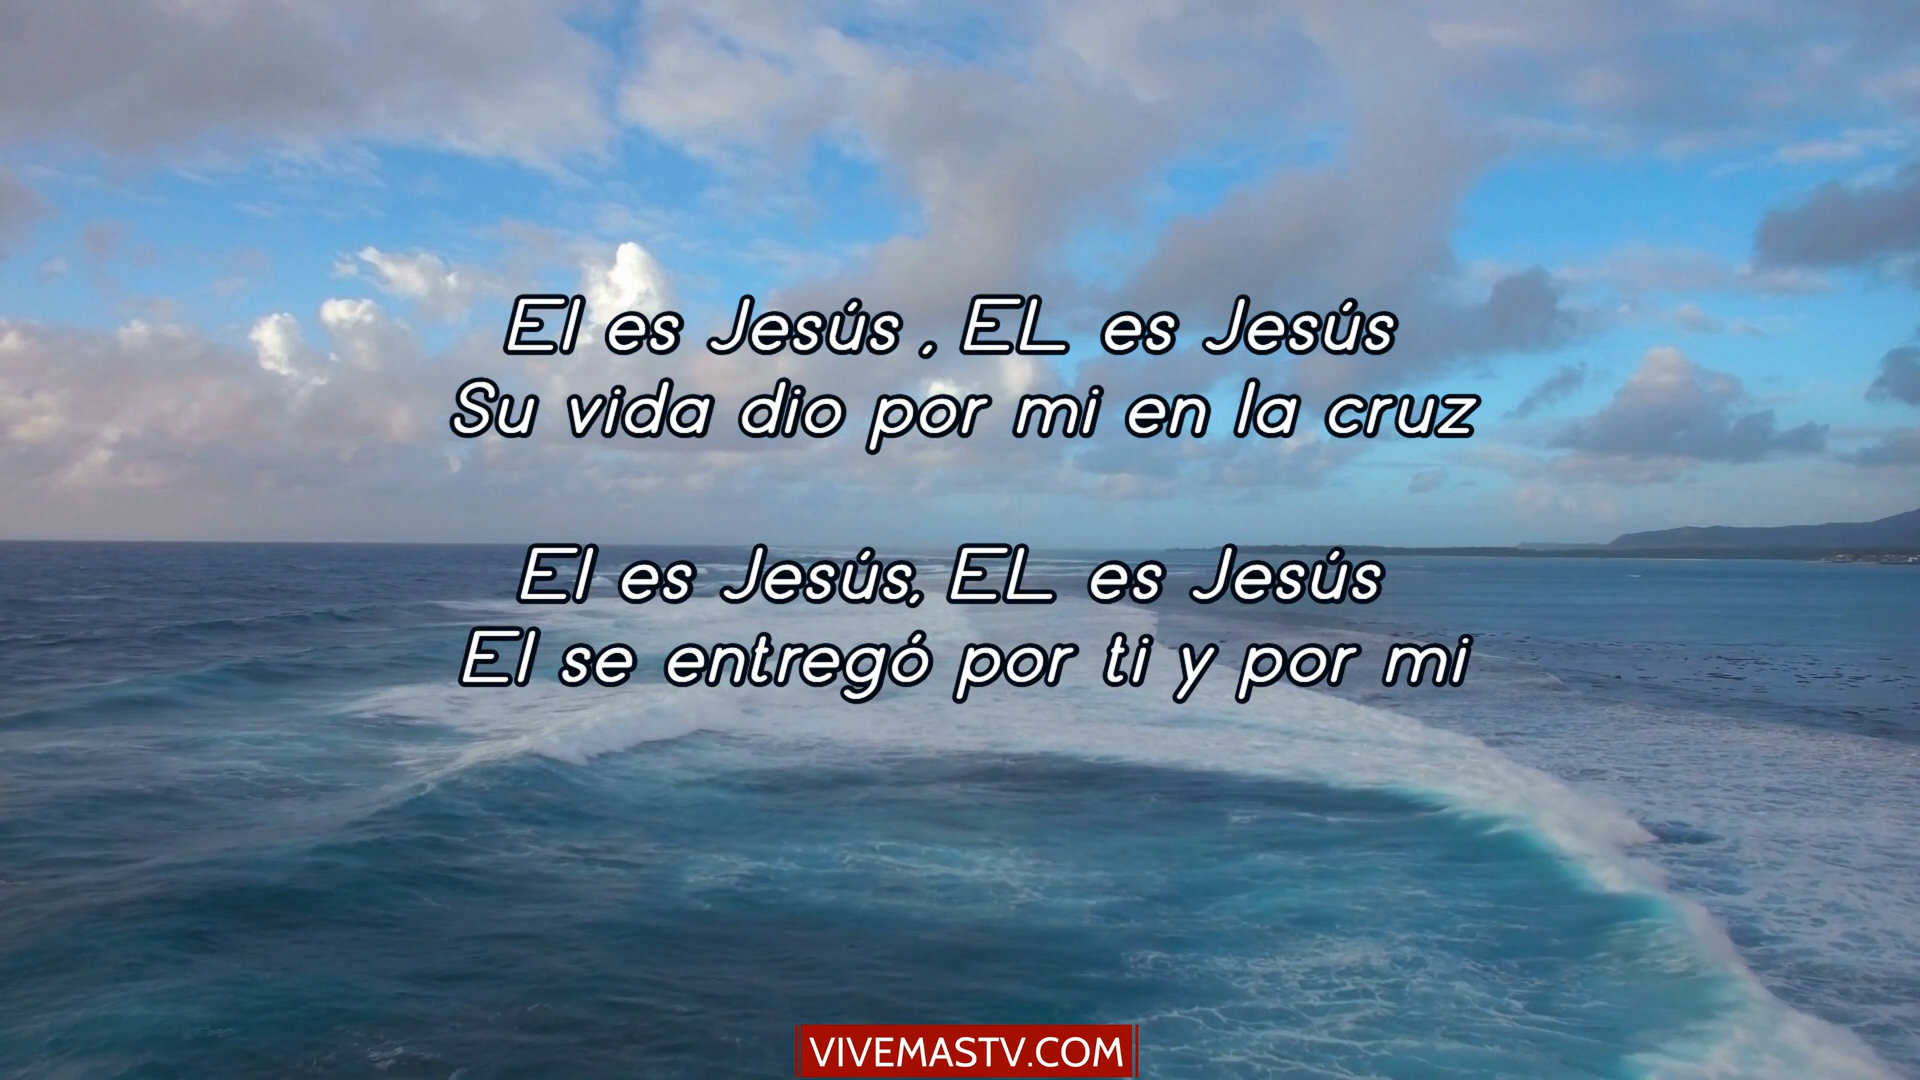 El es Jesús , EL es Jesús
Su vida dio por mi en la cruz
El es Jesús, EL es Jesús
El se entregó por ti y por mi
VIVEMASTV.COM